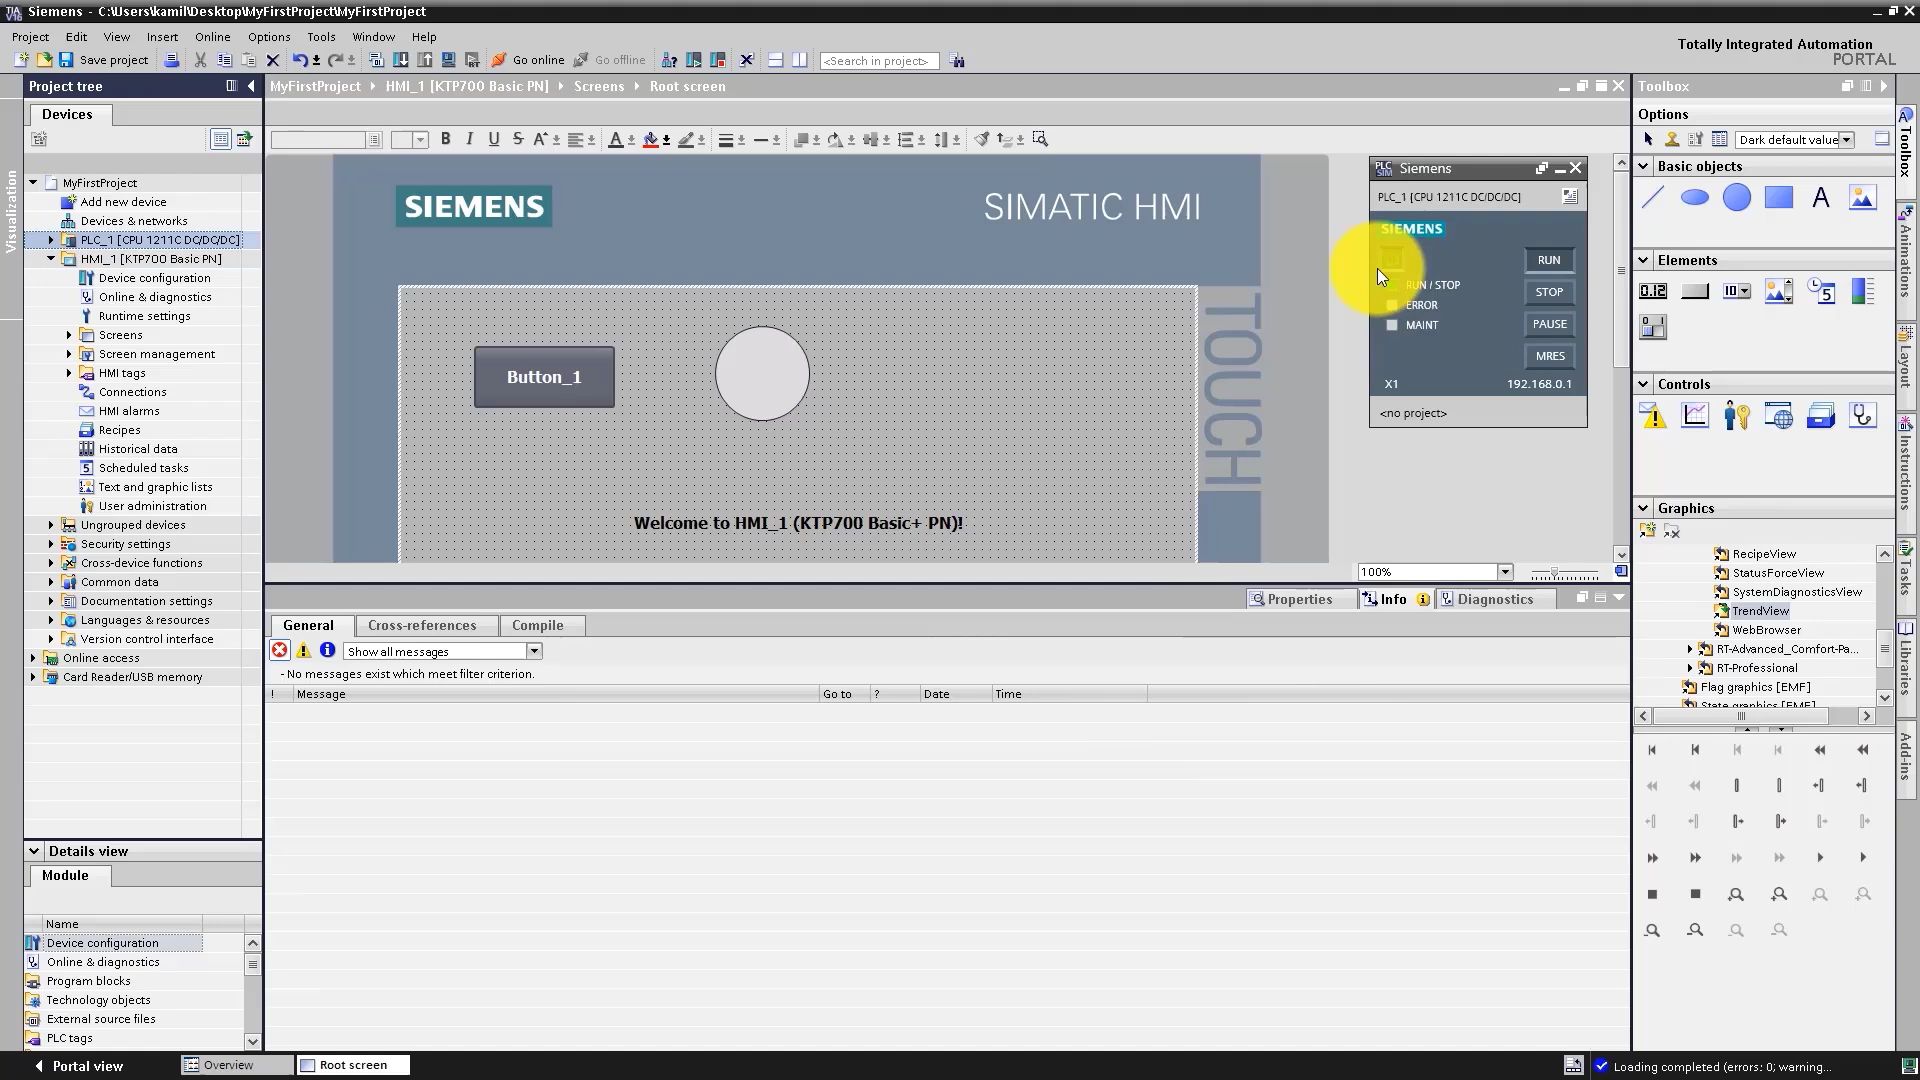 Siemens - C:\Users\kamil\Desktop\MyFirstProject\MyFirstProject
Project Edit View Insert Online Options Tools Window Help
Totally Integrated Automation
PORTAL
Save project
Go online
Go offline
<Search in project>
Project tree
MyFirstProject
HMI_1 [KTP700 Basic PN]
Screens
Root screen
Toolbox
Devices
Options
Dark default value
Visualization
MyFirstProject
Add new device
Devices & networks
PLC_1 [CPU 1211C DC/DC/DC]
HMI_1 [KTP700 Basic PN]
Device configuration
Online & diagnostics
Runtime settings
Screens
Screen management
HMI tags
Connections
HMI alarms
Recipes
Historical data
Scheduled tasks
Text and graphic lists
User administration
Ungrouped devices
Security settings
Cross-device functions
Common data
Documentation settings
Languages & resources
Version control interface
Online access
Card Reader/USB memory
SIEMENS
SIMATIC HMI
TOUCH
Button_1
Welcome to HMI_1 (KTP700 Basic+ PN)!
Siemens
PLC_1 [CPU 1211C DC/DC/DC]
SIEMENS
RUN
RUN / STOP
STOP
ERROR
MAINT
PAUSE
MRES
X1 192.168.0.1
<no project>
100%
Basic objects
Elements
Controls
Graphics
RecipeView
StatusForceView
SystemDiagnosticsView
TrendView
WebBrowser
RT-Advanced_Comfort-Pa...
RT-Professional
Flag graphics [EMF]
State graphics [EMF]
Toolbox
Animations
Layout
Instructions
Tasks
Libraries
Add-ins
Properties
Info
Diagnostics
General
Cross-references
Compile
Show all messages
- No messages exist which meet filter criterion.
! Message Go to ? Date Time
Details view
Module
Name
Device configuration
Online & diagnostics
Program blocks
Technology objects
External source files
PLC tags
Portal view
Overview
Root screen
Loading completed (errors: 0; warning...